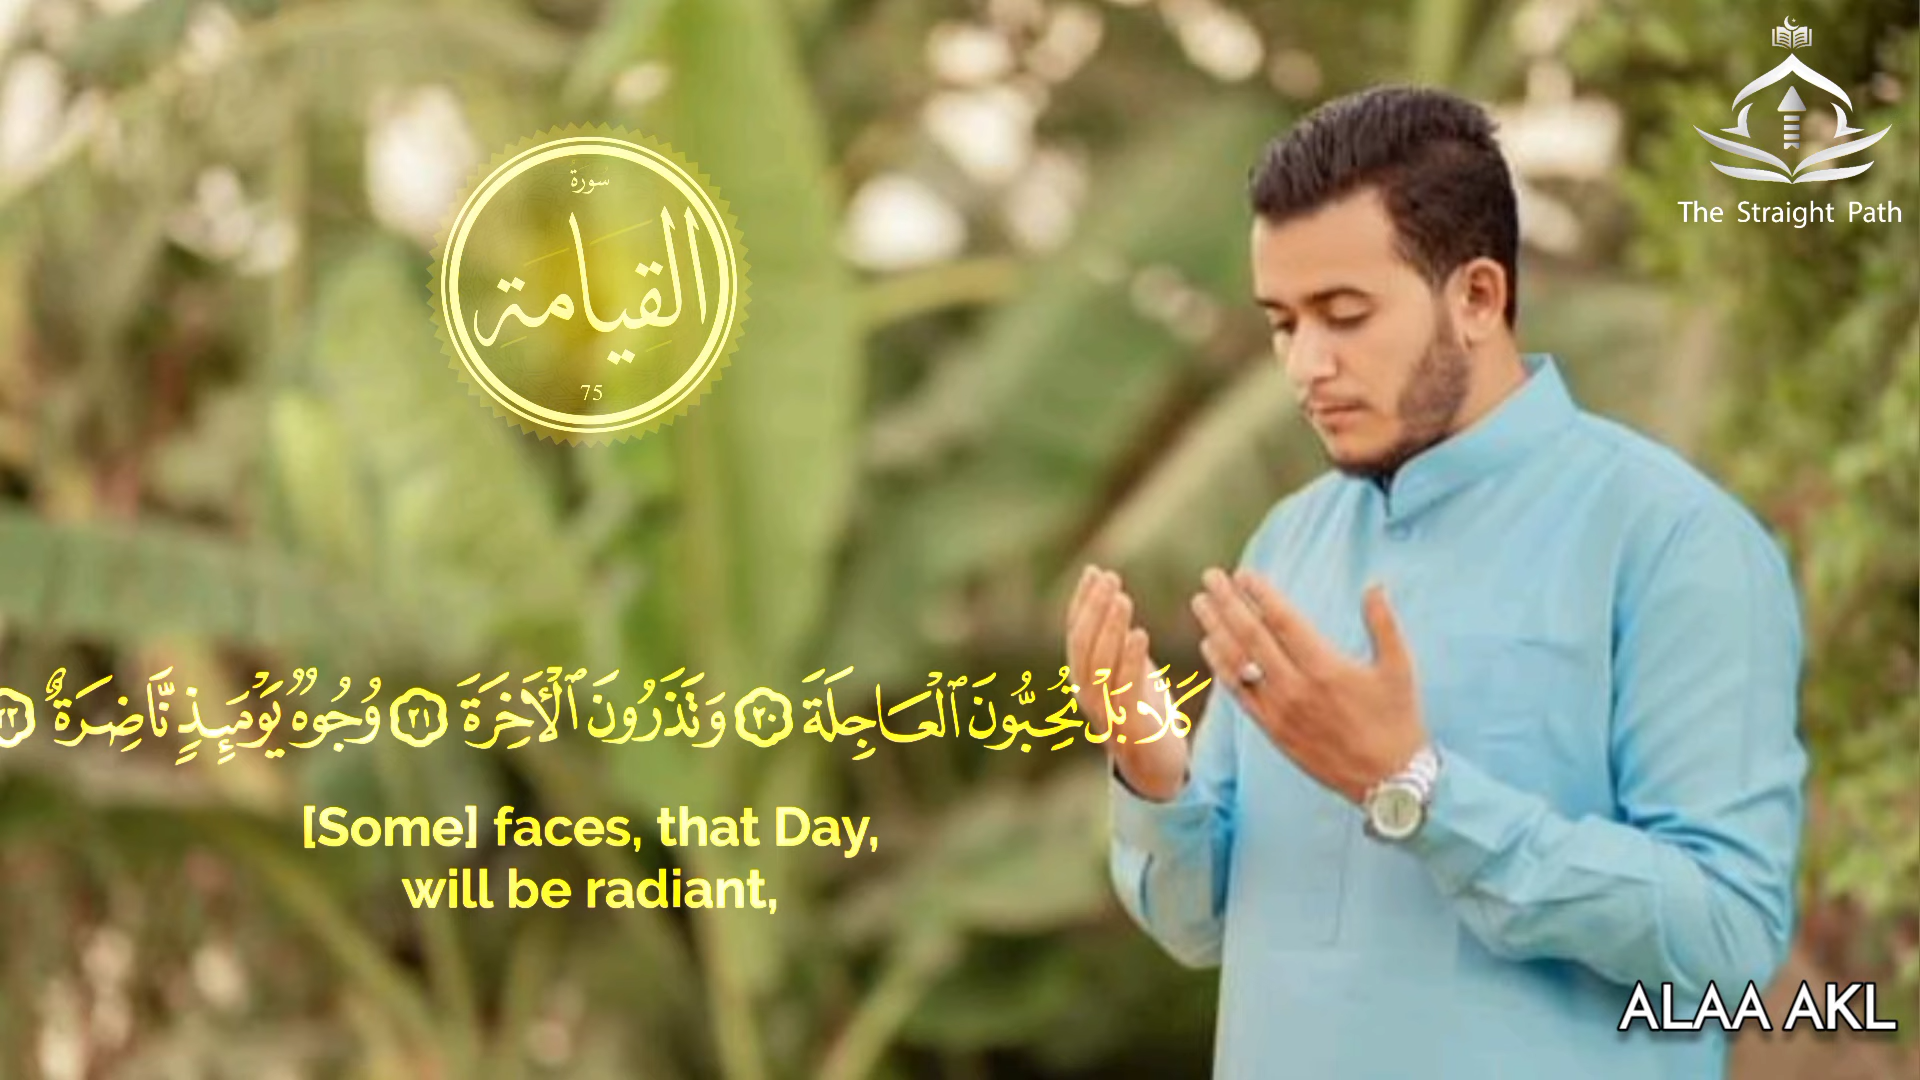 سورة
القيامة
75
The Straight Path
كَلَّا بَلْ تُحِبُّونَ ٱلْعَاجِلَةَ ٢٠ وَتَذَرُونَ ٱلْأَخِرَةَ ٢١ وُجُوهٌ يَوْمَئِذٍ نَّاضِرَةٌ ٢٢
[Some] faces, that Day,
will be radiant,
ALAA AKL